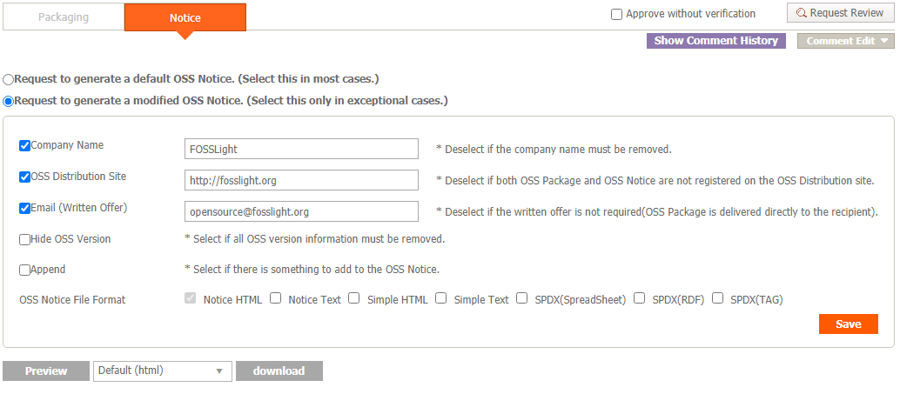 Packaging
Notice
Approve without verification
Request Review
Show Comment History
Comment Edit
Request to generate a default OSS Notice. (Select this in most cases.)
Request to generate a modified OSS Notice. (Select this only in exceptional cases.)
Company Name
FOSSLight
* Deselect if the company name must be removed.
OSS Distribution Site
http://fosslight.org
* Deselect if both OSS Package and OSS Notice are not registered on the OSS Distribution site.
Email (Written Offer)
opensource@fosslight.org
* Deselect if the written offer is not required(OSS Package is delivered directly to the recipient).
Hide OSS Version
* Select if all OSS version information must be removed.
Append
* Select if there is something to add to the OSS Notice.
OSS Notice File Format
Notice HTML
Notice Text
Simple HTML
Simple Text
SPDX(SpreadSheet)
SPDX(RDF)
SPDX(TAG)
Save
Preview
Default (html)
download